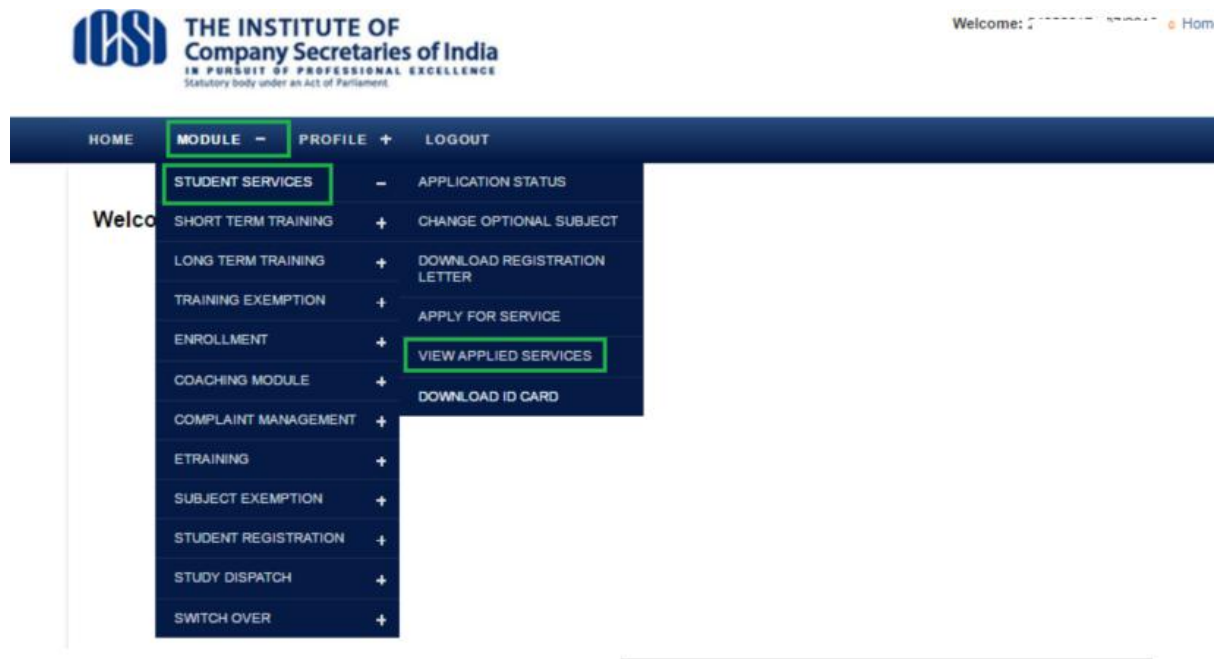 ICSI
THE INSTITUTE OF
Company Secretaries of India
IN PURSUIT OF PROFESSIONAL EXCELLENCE
Statutory body under an Act of Parliament
Welcome:
Hom
HOME MODULE − PROFILE + LOGOUT
Welco
STUDENT SERVICES −
SHORT TERM TRAINING +
LONG TERM TRAINING +
TRAINING EXEMPTION +
ENROLLMENT +
COACHING MODULE +
COMPLAINT MANAGEMENT +
ETRAINING +
SUBJECT EXEMPTION +
STUDENT REGISTRATION +
STUDY DISPATCH +
SWITCH OVER +
APPLICATION STATUS
CHANGE OPTIONAL SUBJECT
DOWNLOAD REGISTRATION
LETTER
APPLY FOR SERVICE
VIEW APPLIED SERVICES
DOWNLOAD ID CARD